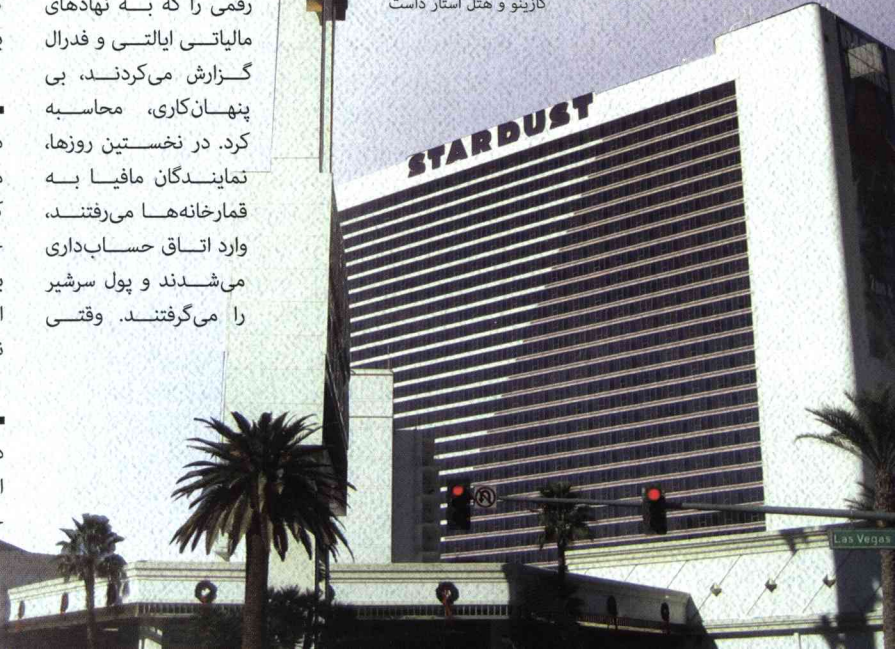 کازینو و هتل استار داست
رقمی را که به نهادهای
مالیاتی ایالتی و فدرال
گزارش می‌کردند، بی
پنهان‌کاری، محاسبه
کرد. در نخستین روزها،
نمایندگان مافیا به
قمارخانه‌ها می‌رفتند،
وارد اتاق حساب‌داری
می‌شدند و پول سرشیر
را می‌گرفتند. وقتی
STARDUST
Las Vegas